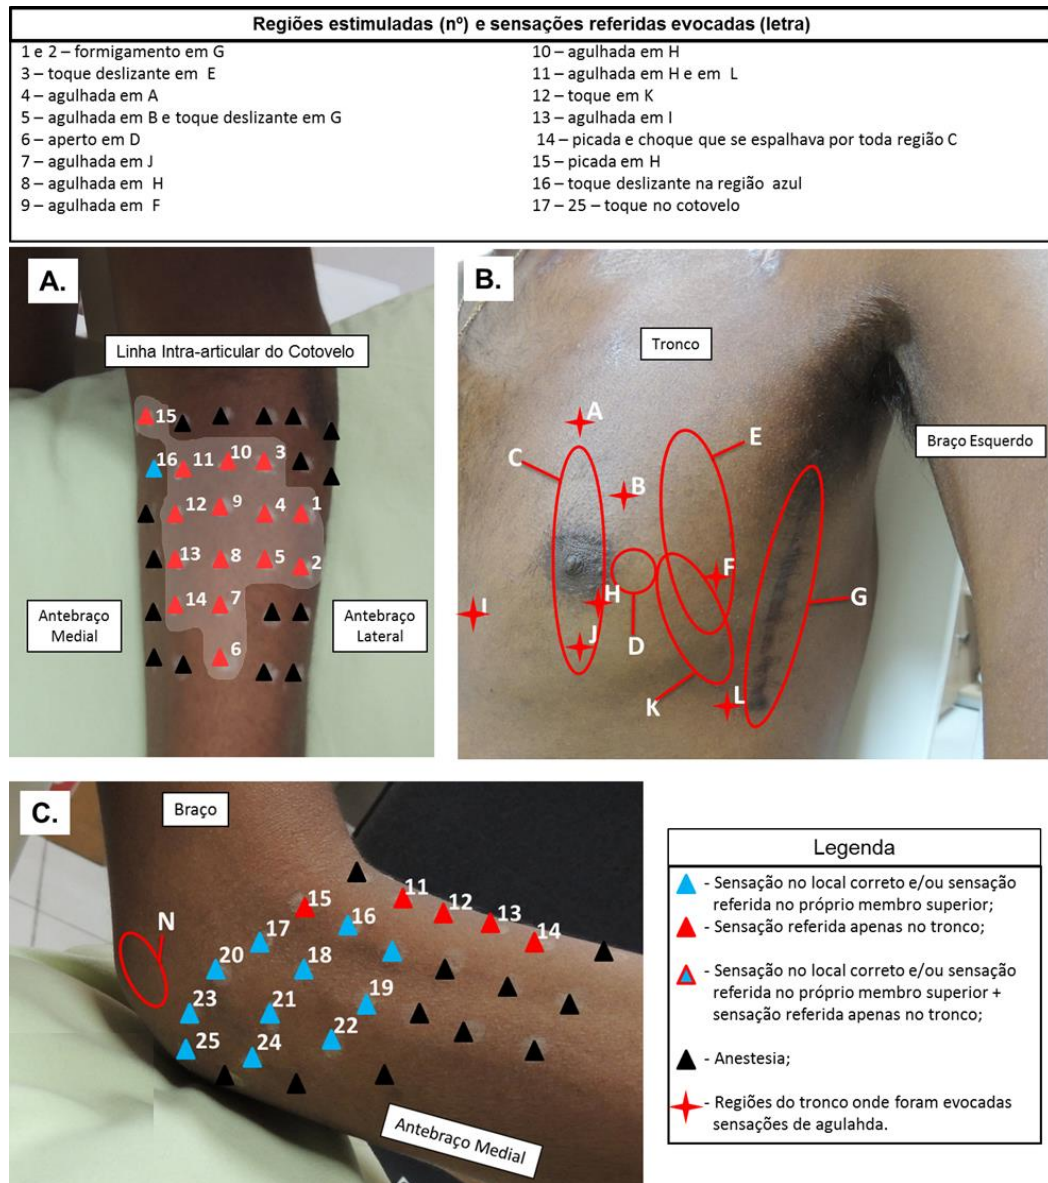 Regiões estimuladas (nº) e sensações referidas evocadas (letra)
1 e 2 – formigamento em G
3 – toque deslizante em E
4 – agulhada em A
5 – agulhada em B e toque deslizante em G
6 – aperto em D
7 – agulhada em J
8 – agulhada em H
9 – agulhada em F
10 – agulhada em H
11 – agulhada em H e em L
12 – toque em K
13 – agulhada em I
14 – picada e choque que se espalhava por toda região C
15 – picada em H
16 – toque deslizante na região azul
17 – 25 – toque no cotovelo
A.
Linha Intra-articular do Cotovelo
15
16
11
10
3
12
9
4
1
13
8
5
2
14
7
6
Antebraço
Medial
Antebraço
Lateral
B.
Tronco
Braço Esquerdo
A
C
E
B
F
I
H
J
D
G
K
L
C.
Braço
N
15
11
12
13
14
16
17
18
20
19
23
21
22
25
24
Antebraço Medial
Legenda
- Sensação no local correto e/ou sensação
referida no próprio membro superior;
- Sensação referida apenas no tronco;
- Sensação no local correto e/ou sensação
referida no próprio membro superior +
sensação referida apenas no tronco;
- Anestesia;
- Regiões do tronco onde foram evocadas
sensações de agulahda.